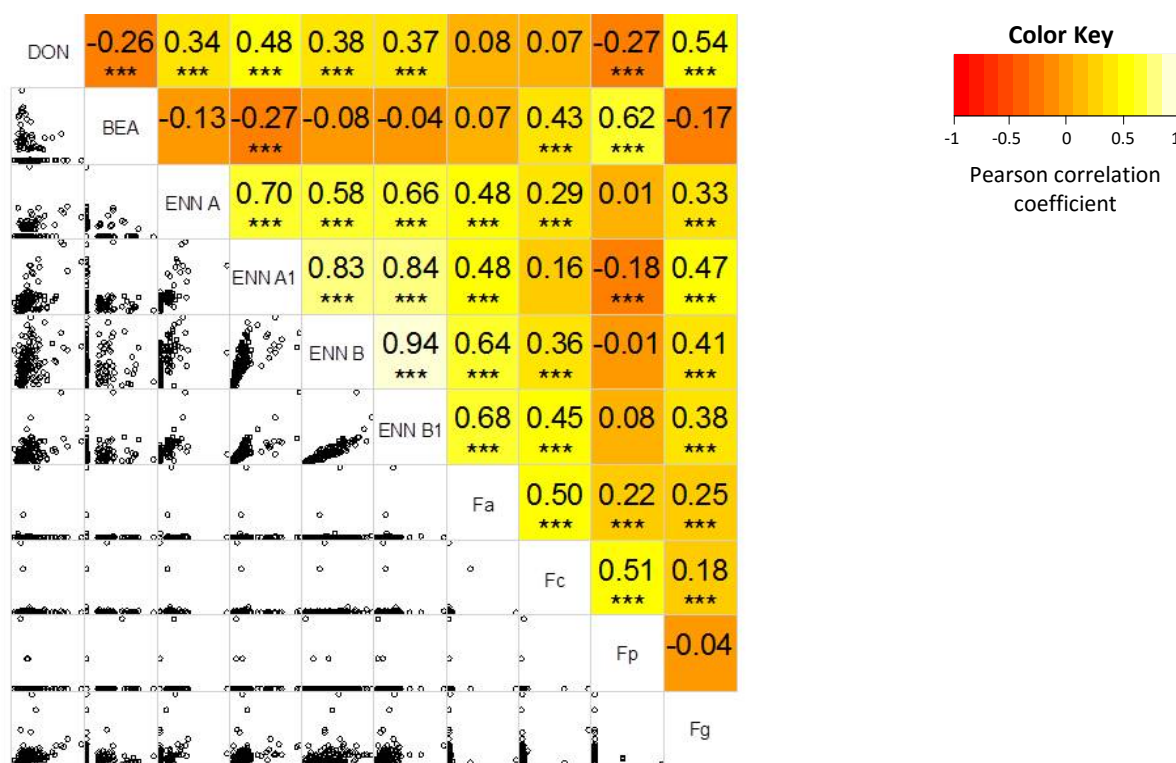 DON -0.26 0.34 0.48 0.38 0.37 0.08 0.07 -0.27 0.54
*** *** *** *** *** *** ***
BEA -0.13 -0.27 -0.08 -0.04 0.07 0.43 0.62 -0.17
*** *** ***
ENN A 0.70 0.58 0.66 0.48 0.29 0.01 0.33
*** *** *** *** *** ***
ENN A1 0.83 0.84 0.48 0.16 -0.18 0.47
*** *** *** *** ***
ENN B 0.94 0.64 0.36 -0.01 0.41
*** *** *** ***
ENN B1 0.68 0.45 0.08 0.38
*** *** ***
Fa 0.50 0.22 0.25
*** *** ***
Fc 0.51 0.18
*** ***
Fp -0.04
Fg
Color Key
-1 -0.5 0 0.5 1
Pearson correlation
coefficient